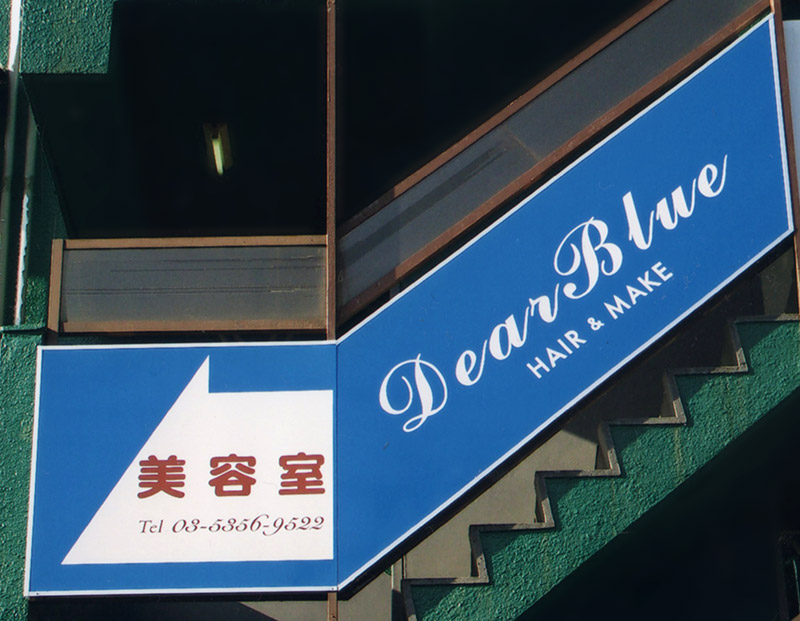 DearBlue
HAIR & MAKE
美容室
Tel 03-5356-9522